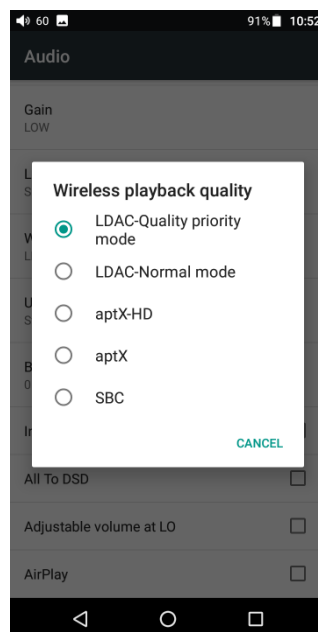 60
91%
10:52
Audio
Gain
LOW
Wireless playback quality
LDAC-Quality priority
mode
LDAC-Normal mode
aptX-HD
aptX
SBC
CANCEL
All To DSD
Adjustable volume at LO
AirPlay